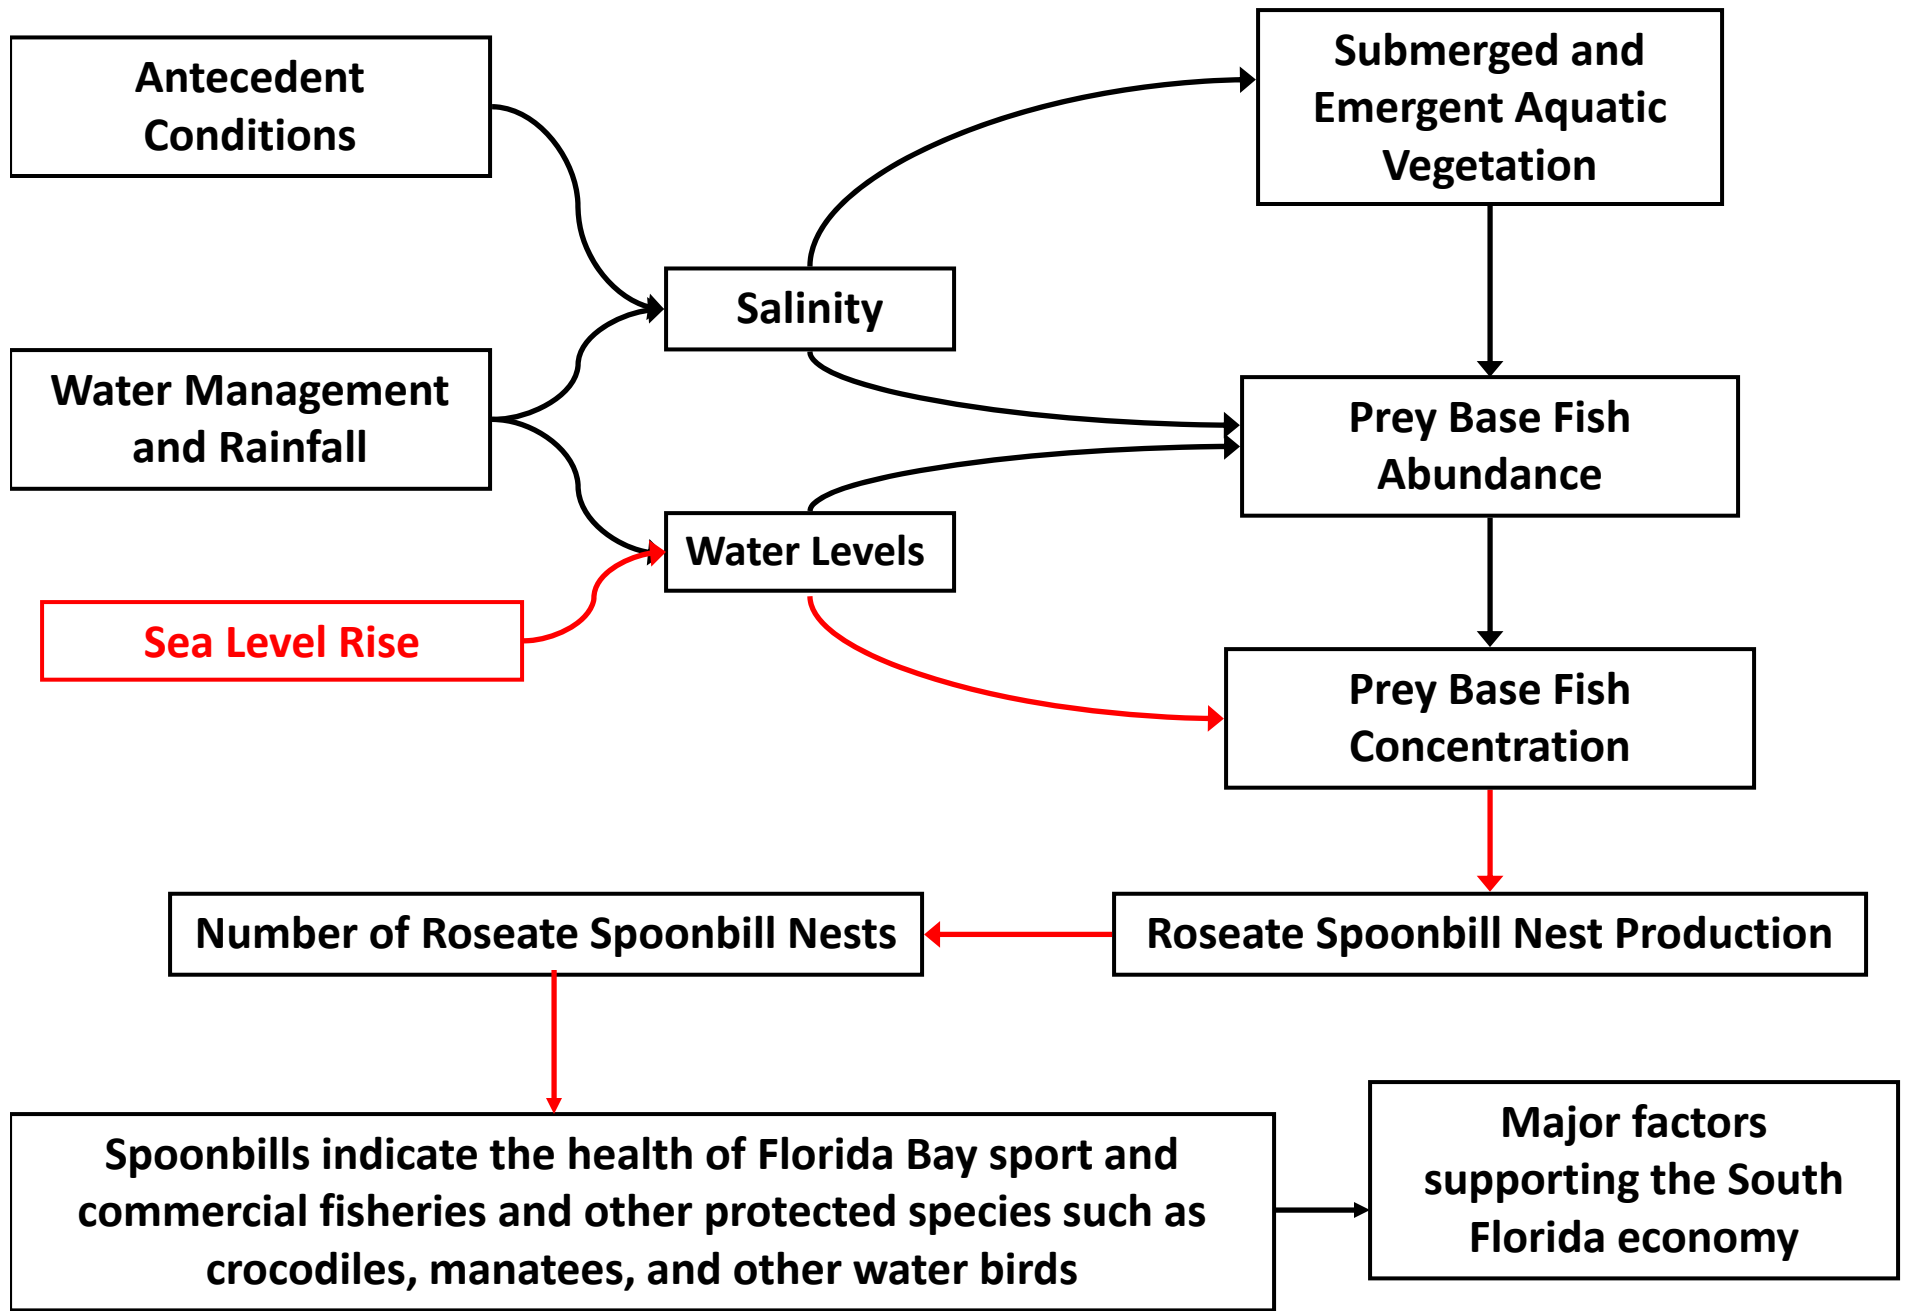 Antecedent
Conditions
Submerged and
Emergent Aquatic
Vegetation
Salinity
Water Management
and Rainfall
Prey Base Fish
Abundance
Water Levels
Sea Level Rise
Prey Base Fish
Concentration
Number of Roseate Spoonbill Nests
Roseate Spoonbill Nest Production
Spoonbills indicate the health of Florida Bay sport and
commercial fisheries and other protected species such as
crocodiles, manatees, and other water birds
Major factors
supporting the South
Florida economy